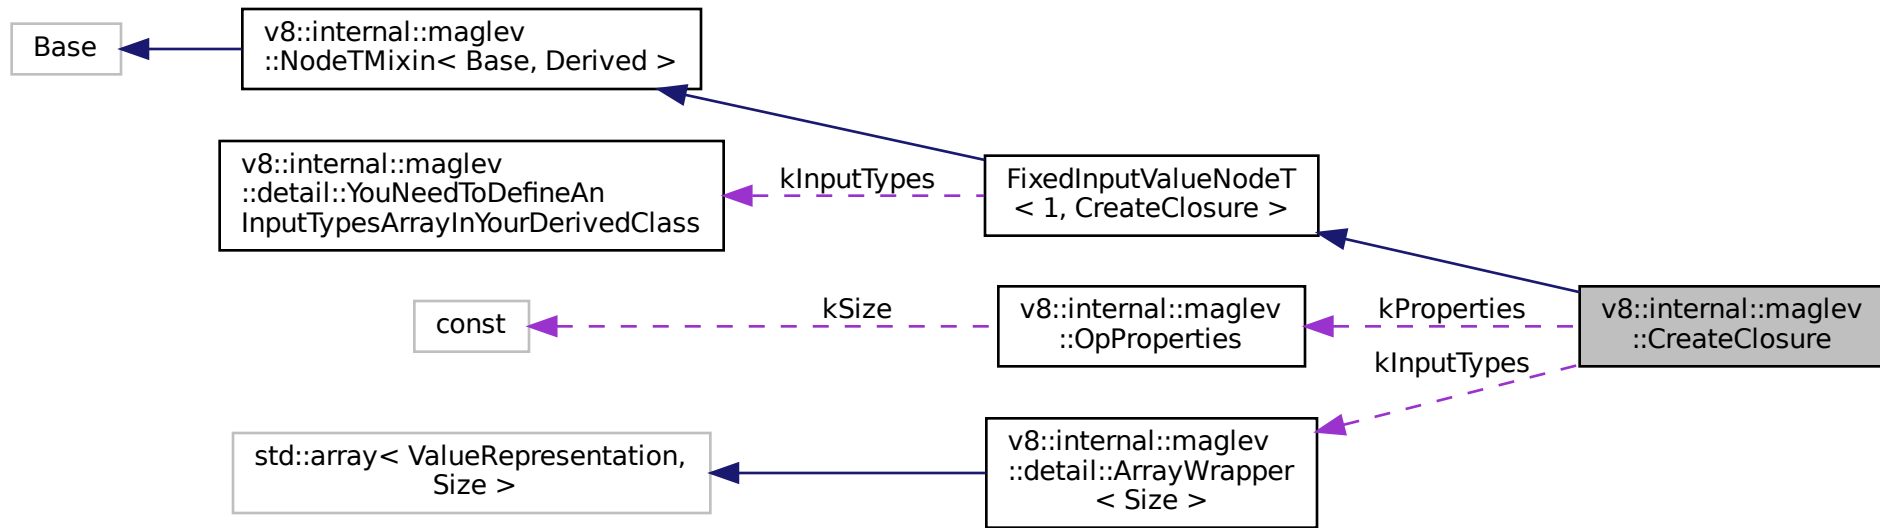 Base
v8::internal::maglev
::NodeTMixin< Base, Derived >
v8::internal::maglev
::detail::YouNeedToDefineAn
InputTypesArrayInYourDerivedClass
kInputTypes
FixedInputValueNodeT
< 1, CreateClosure >
const
kSize
v8::internal::maglev
::OpProperties
kProperties
v8::internal::maglev
::CreateClosure
kInputTypes
std::array< ValueRepresentation,
Size >
v8::internal::maglev
::detail::ArrayWrapper
< Size >